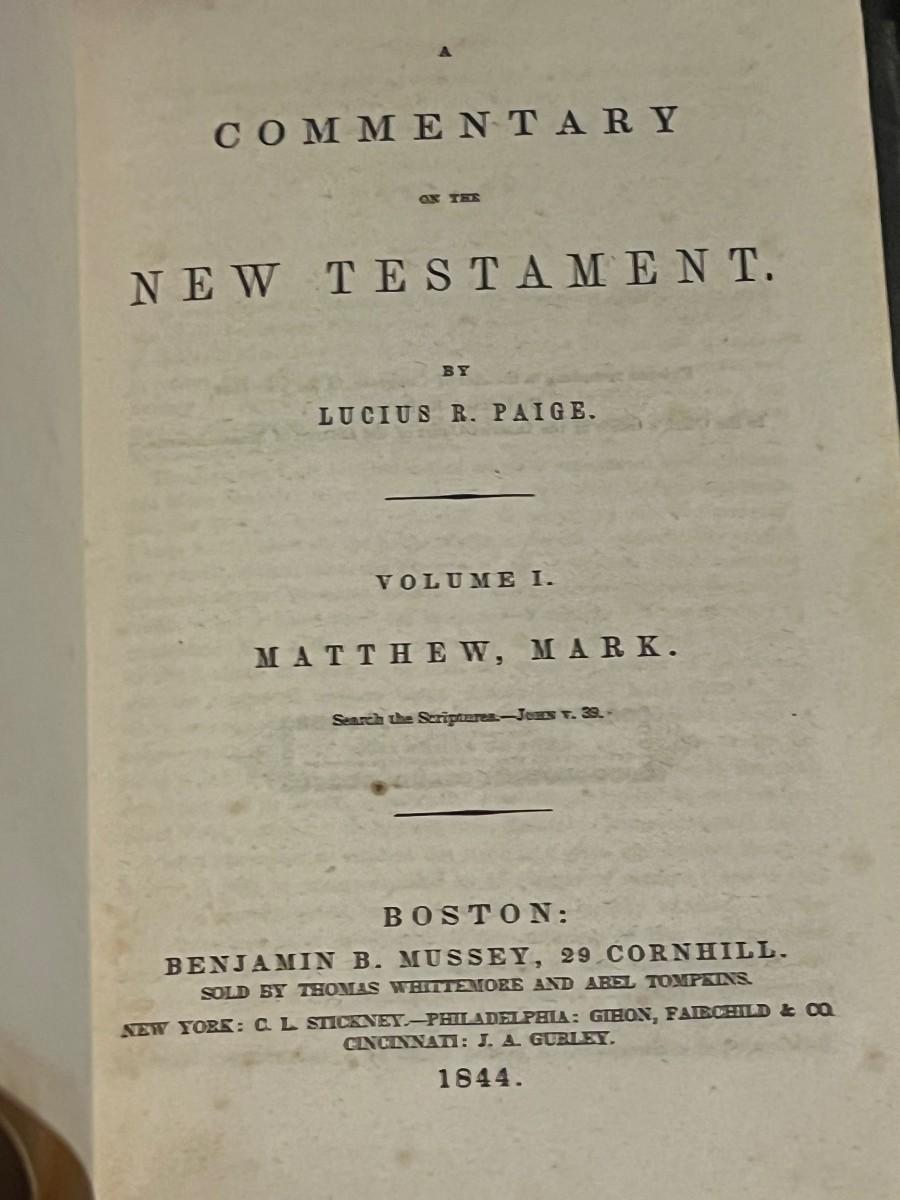 A
COMMENTARY
ON THE
NEW TESTAMENT.
BY
LUCIUS R. PAIGE.
VOLUME I.
MATTHEW, MARK.
Search the Scriptures.—JOHN v. 39.
BOSTON:
BENJAMIN B. MUSSEY, 29 CORNHILL.
SOLD BY THOMAS WHITTEMORE AND ABEL TOMPKINS.
NEW YORK: C. L. STICKNEY.—PHILADELPHIA: GIHON, FAIRCHILD & CO.
CINCINNATI: J. A. GURLEY.
1844.